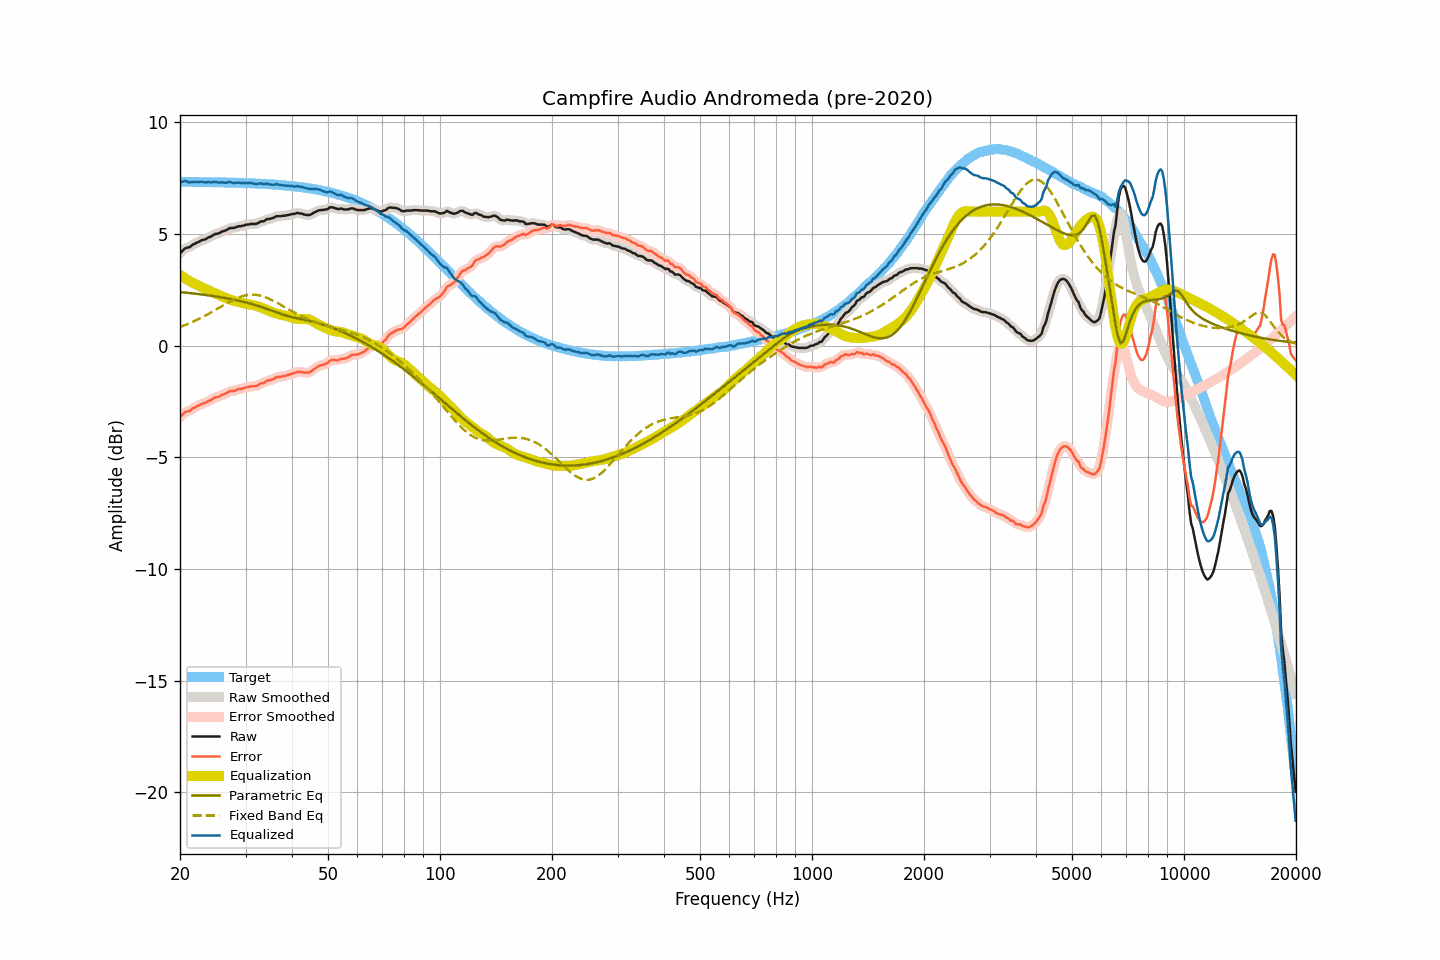 Campfire Audio Andromeda (pre-2020)
10
5
0
−5
−10
−15
−20
Amplitude (dBr)
Target
Raw Smoothed
Error Smoothed
Raw
Error
Equalization
Parametric Eq
Fixed Band Eq
Equalized
20 50 100 200 500 1000 2000 5000 10000 20000
Frequency (Hz)